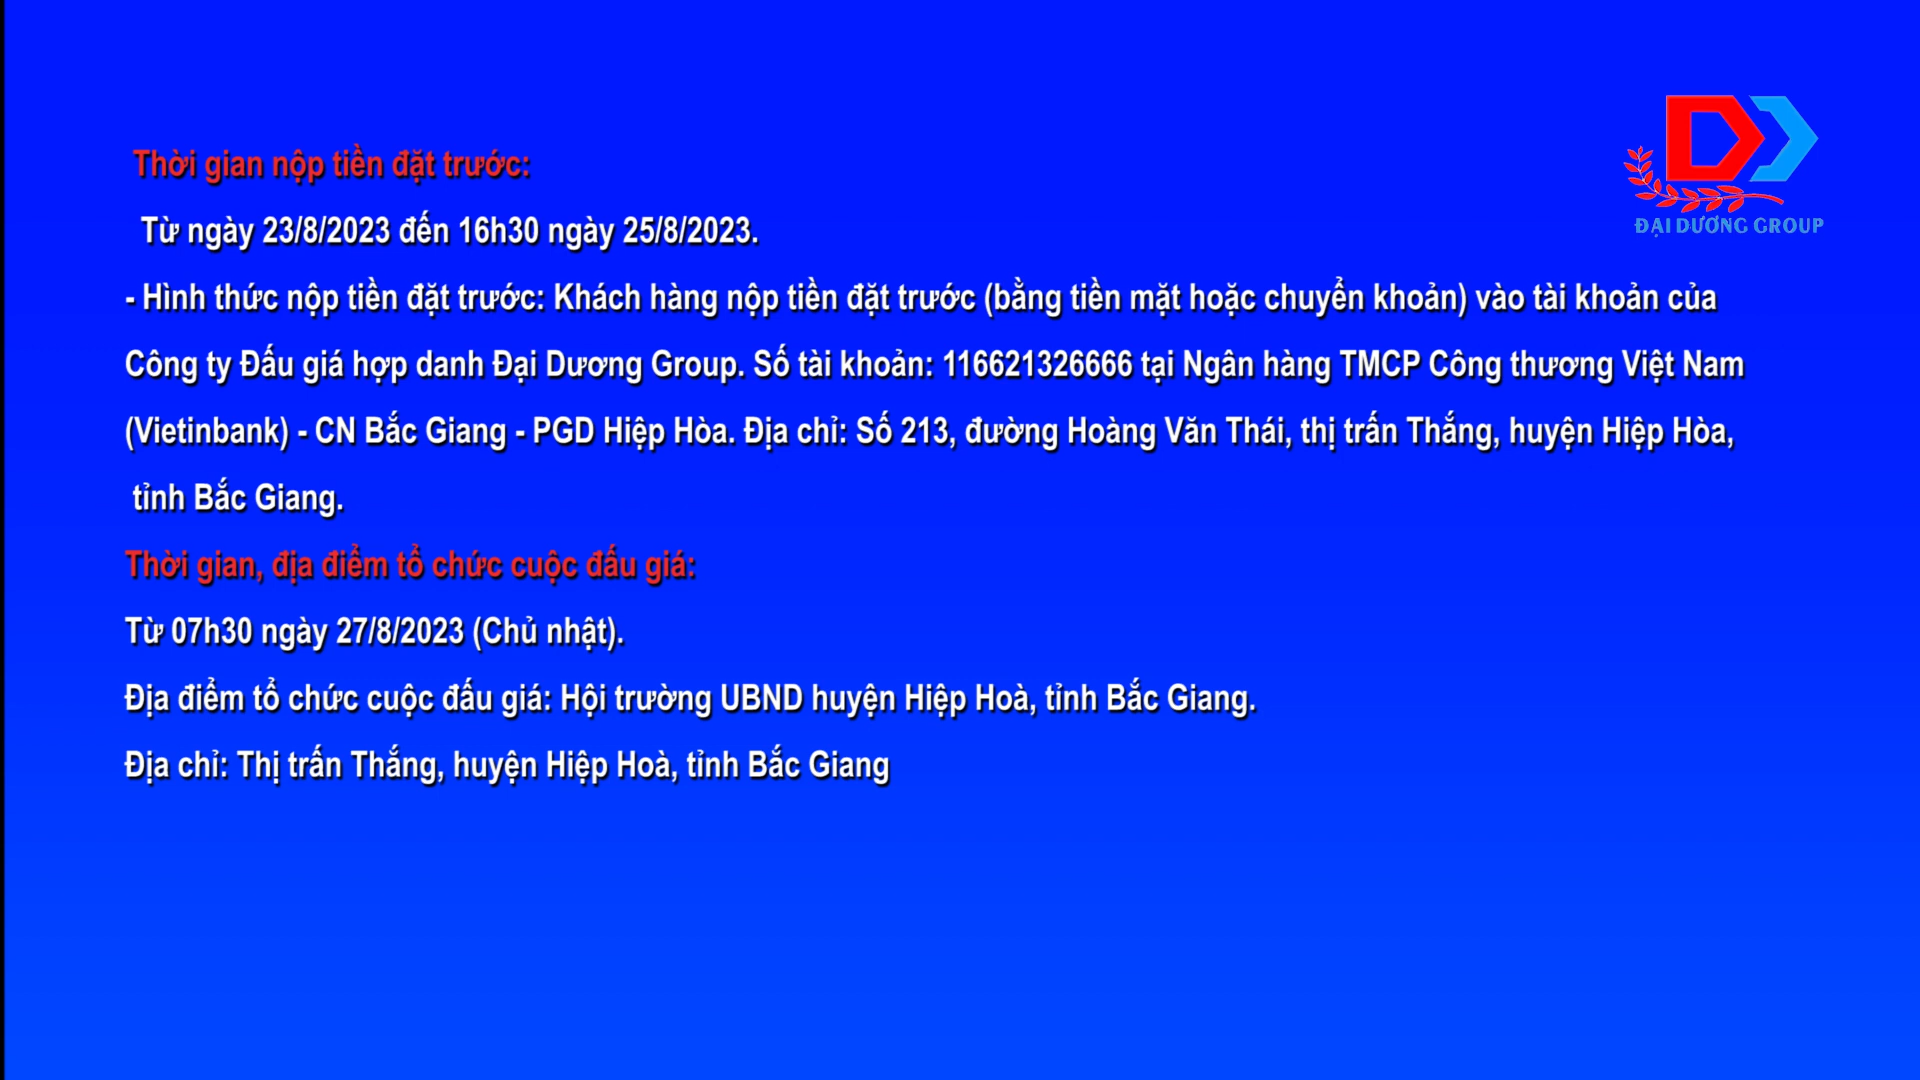 ĐẠI DƯƠNG GROUP
Thời gian nộp tiền đặt trước:
Từ ngày 23/8/2023 đến 16h30 ngày 25/8/2023.
- Hình thức nộp tiền đặt trước: Khách hàng nộp tiền đặt trước (bằng tiền mặt hoặc chuyển khoản) vào tài khoản của
Công ty Đấu giá hợp danh Đại Dương Group. Số tài khoản: 116621326666 tại Ngân hàng TMCP Công thương Việt Nam
(Vietinbank) - CN Bắc Giang - PGD Hiệp Hòa. Địa chỉ: Số 213, đường Hoàng Văn Thái, thị trấn Thắng, huyện Hiệp Hòa,
tỉnh Bắc Giang.
Thời gian, địa điểm tổ chức cuộc đấu giá:
Từ 07h30 ngày 27/8/2023 (Chủ nhật).
Địa điểm tổ chức cuộc đấu giá: Hội trường UBND huyện Hiệp Hoà, tỉnh Bắc Giang.
Địa chỉ: Thị trấn Thắng, huyện Hiệp Hoà, tỉnh Bắc Giang